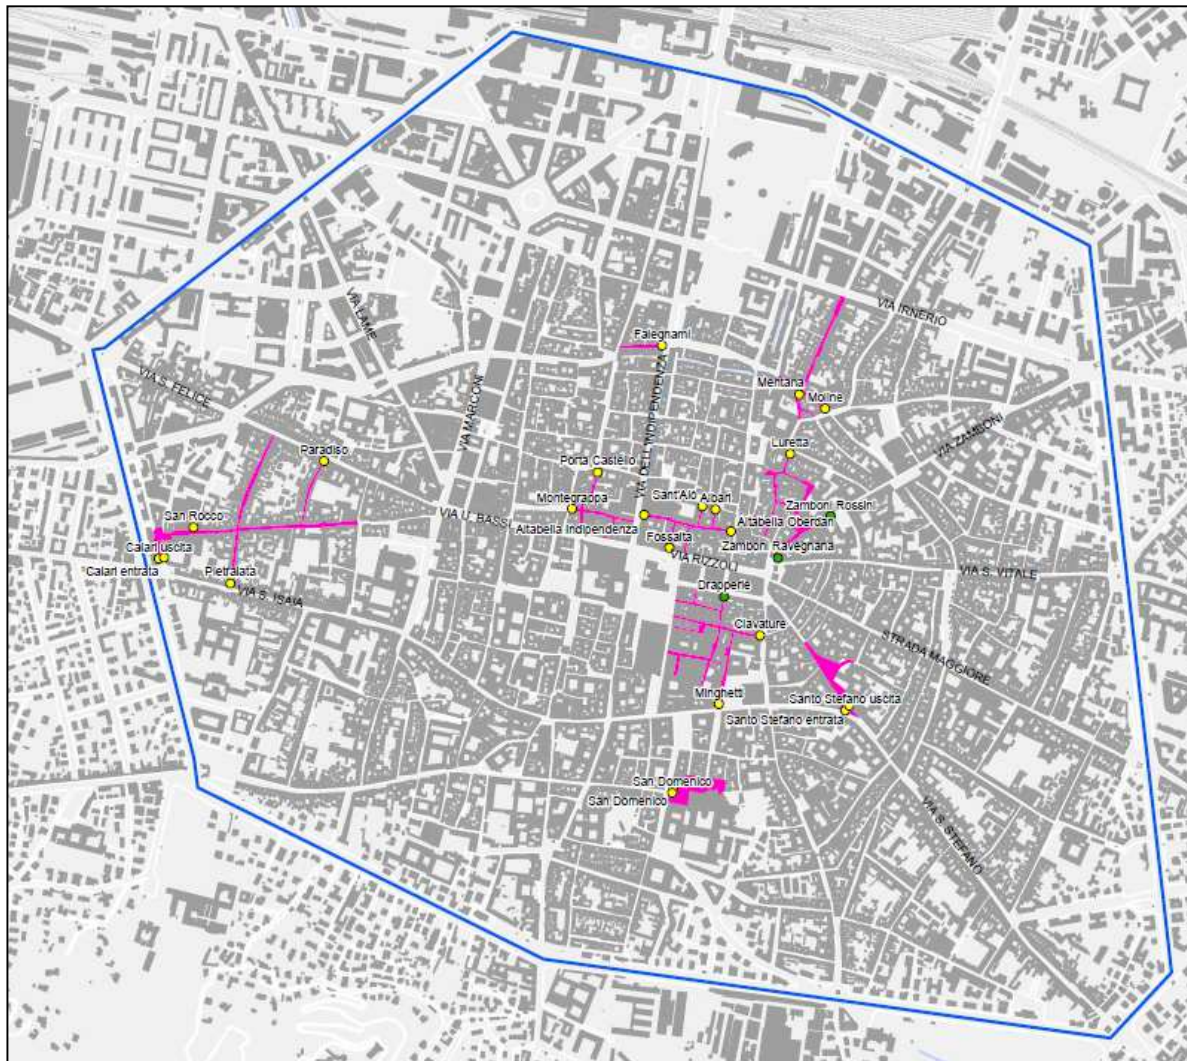 VIA IRNERIO
VIA LAME
Falegnami
VIA S. FELICE
VIA MARCONI
VIA DELL'INDIPENDENZA
Mentana
Moline
VIA ZAMBONI
Paradiso
Luretta
Porta Castello
Montegrappa
Sant'Alò
Albari
Zamboni Rossini
VIA U. BASSI
San Rocco
Altabella Indipendenza
Altabella Oberdan
Fossalta
Zamboni Ravegnana
Calari uscita
Calari entrata
Pietralata
VIA RIZZOLI
VIA S. VITALE
Drapperie
VIA S. ISAIA
Clavature
STRADA MAGGIORE
Minghetti
Santo Stefano uscita
Santo Stefano entrata
San Domenico
San Domenico
VIA S. STEFANO